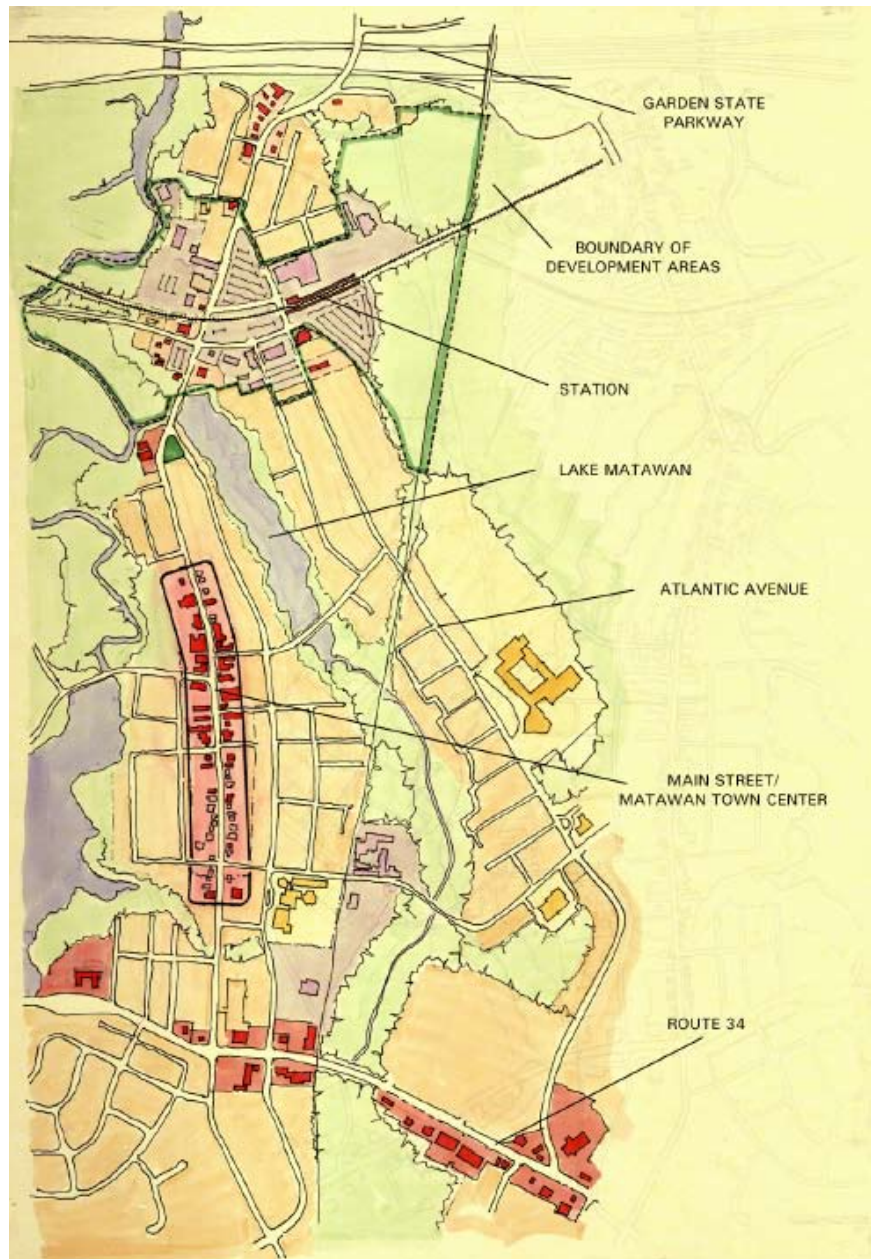 GARDEN STATE
PARKWAY
BOUNDARY OF
DEVELOPMENT AREAS
STATION
LAKE MATAWAN
ATLANTIC AVENUE
MAIN STREET/
MATAWAN TOWN CENTER
ROUTE 34